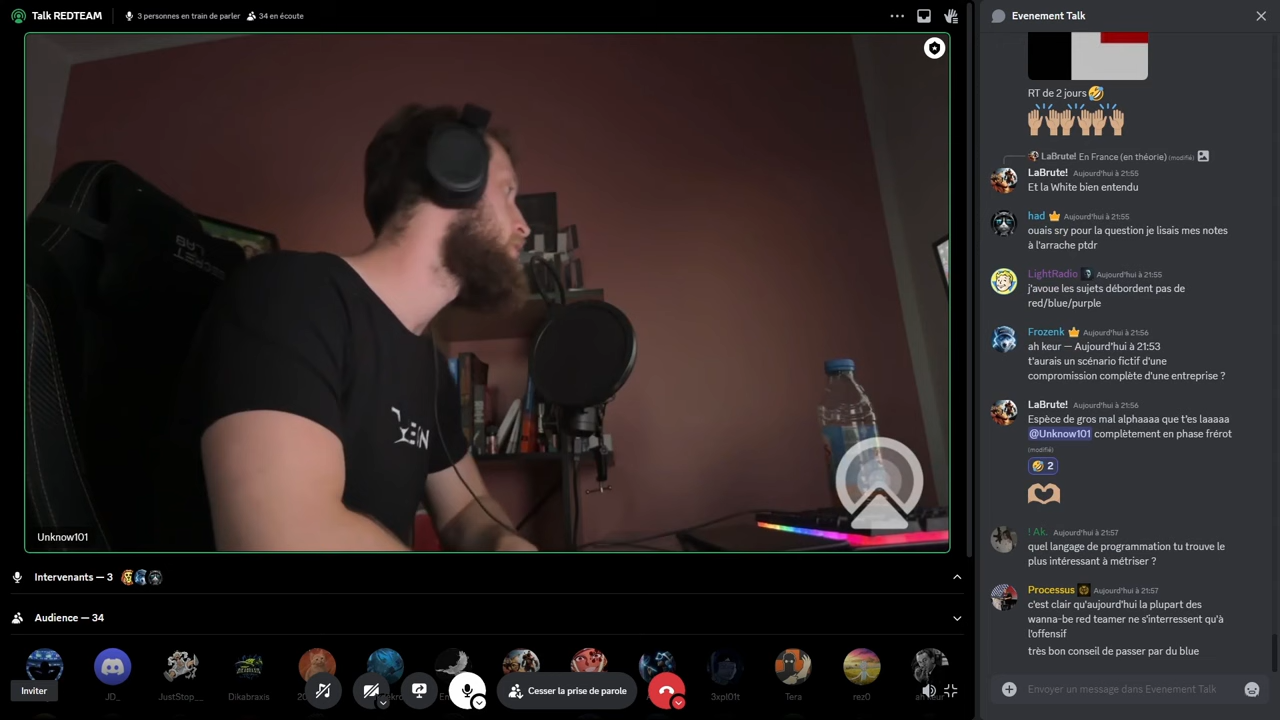 Talk REDTEAM
3 personnes en train de parler
34 en écoute
SECRET LAB
Unknow101
Intervenants — 3
Audience — 34
Inviter
JD_
JustStop__
Dikabraxis
3xpl01t
Tera
rez0
Cesser la prise de parole
Evenement Talk
RT de 2 jours 🤣
🙌🏼🙌🏼🙌🏼
LaBrute! En France (en théorie) (modifié)
LaBrute! Aujourd'hui à 21:55
Et la White bien entendu
had Aujourd'hui à 21:55
ouais sry pour la question je lisais mes notes
à l'arrache ptdr
LightRadio Aujourd'hui à 21:55
j'avoue les sujets débordent pas de
red/blue/purple
Frozenk Aujourd'hui à 21:56
ah keur — Aujourd'hui à 21:53
t'aurais un scénario fictif d'une
compromission complète d'une entreprise ?
LaBrute! Aujourd'hui à 21:56
Espèce de gros mal alphaaaa que t'es laaaaa
@Unknow101 complètement en phase frérot
(modifié)
🤣 2
🫶🏼
! Ak. Aujourd'hui à 21:57
quel langage de programmation tu trouve le
plus intéressant à métriser ?
Processus Aujourd'hui à 21:57
c'est clair qu'aujourd'hui la plupart des
wanna-be red teamer ne s'interressent qu'à
l'offensif
très bon conseil de passer par du blue
Envoyer un message dans Evenement Talk